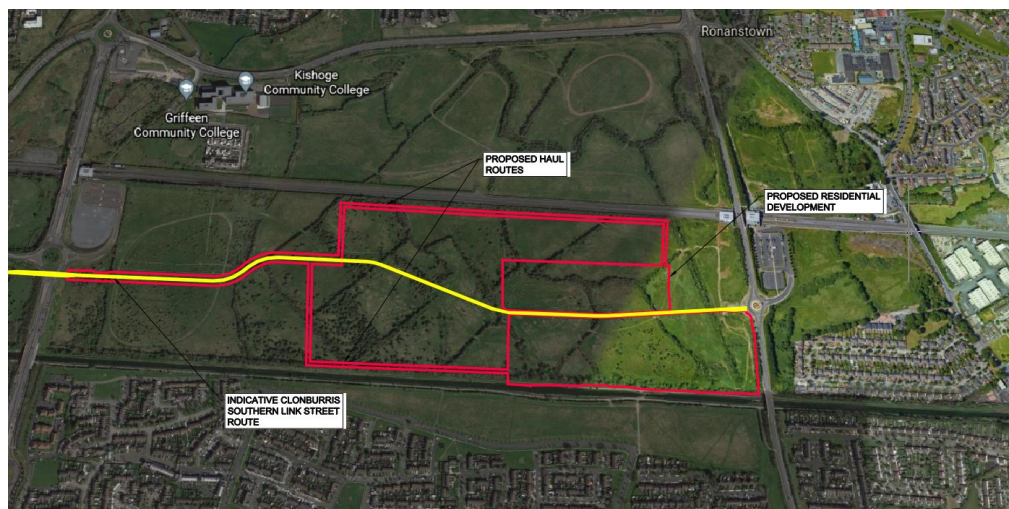 Ronanstown
Kishoge
Community College
Griffeen
Community College
PROPOSED HAUL
ROUTES
PROPOSED RESIDENTIAL
DEVELOPMENT
INDICATIVE CLONBURRIS
SOUTHERN LINK STREET
ROUTE